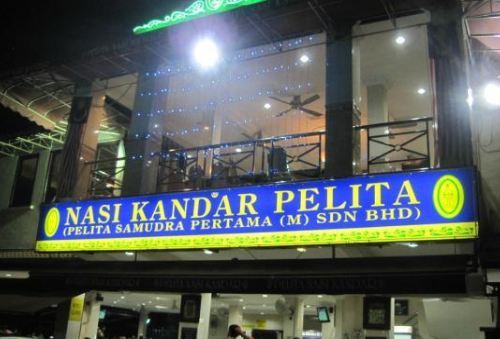 NASI KANDAR PELITA
(PELITA SAMUDRA PERTAMA (M) SDN BHD)